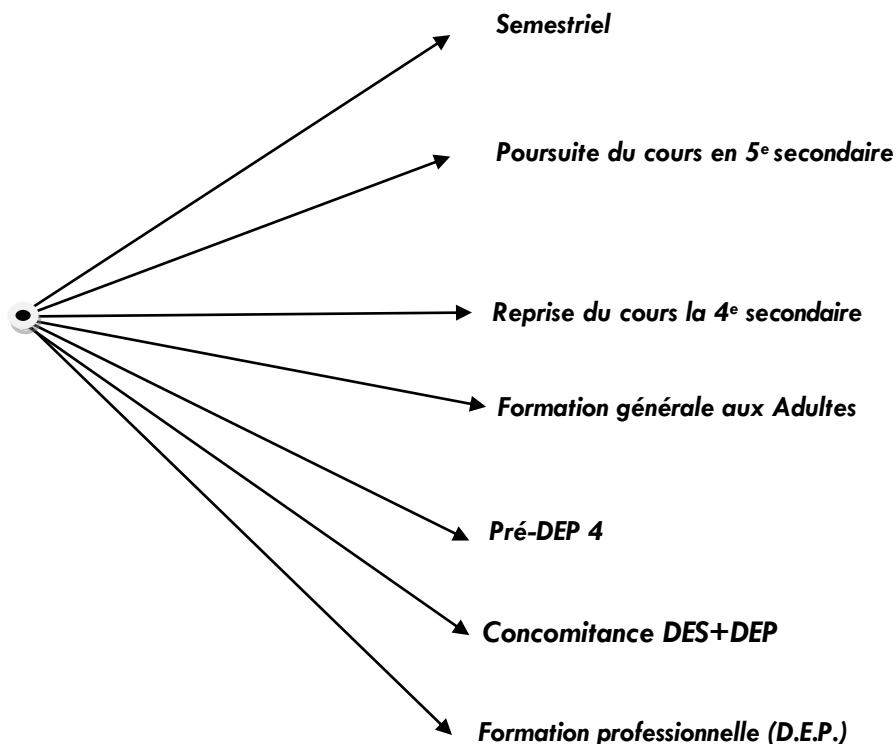 Semestriel
Poursuite du cours en 5ᵉ secondaire
Reprise du cours la 4ᵉ secondaire
Formation générale aux Adultes
Pré-DEP 4
Concomitance DES+DEP
Formation professionnelle (D.E.P.)